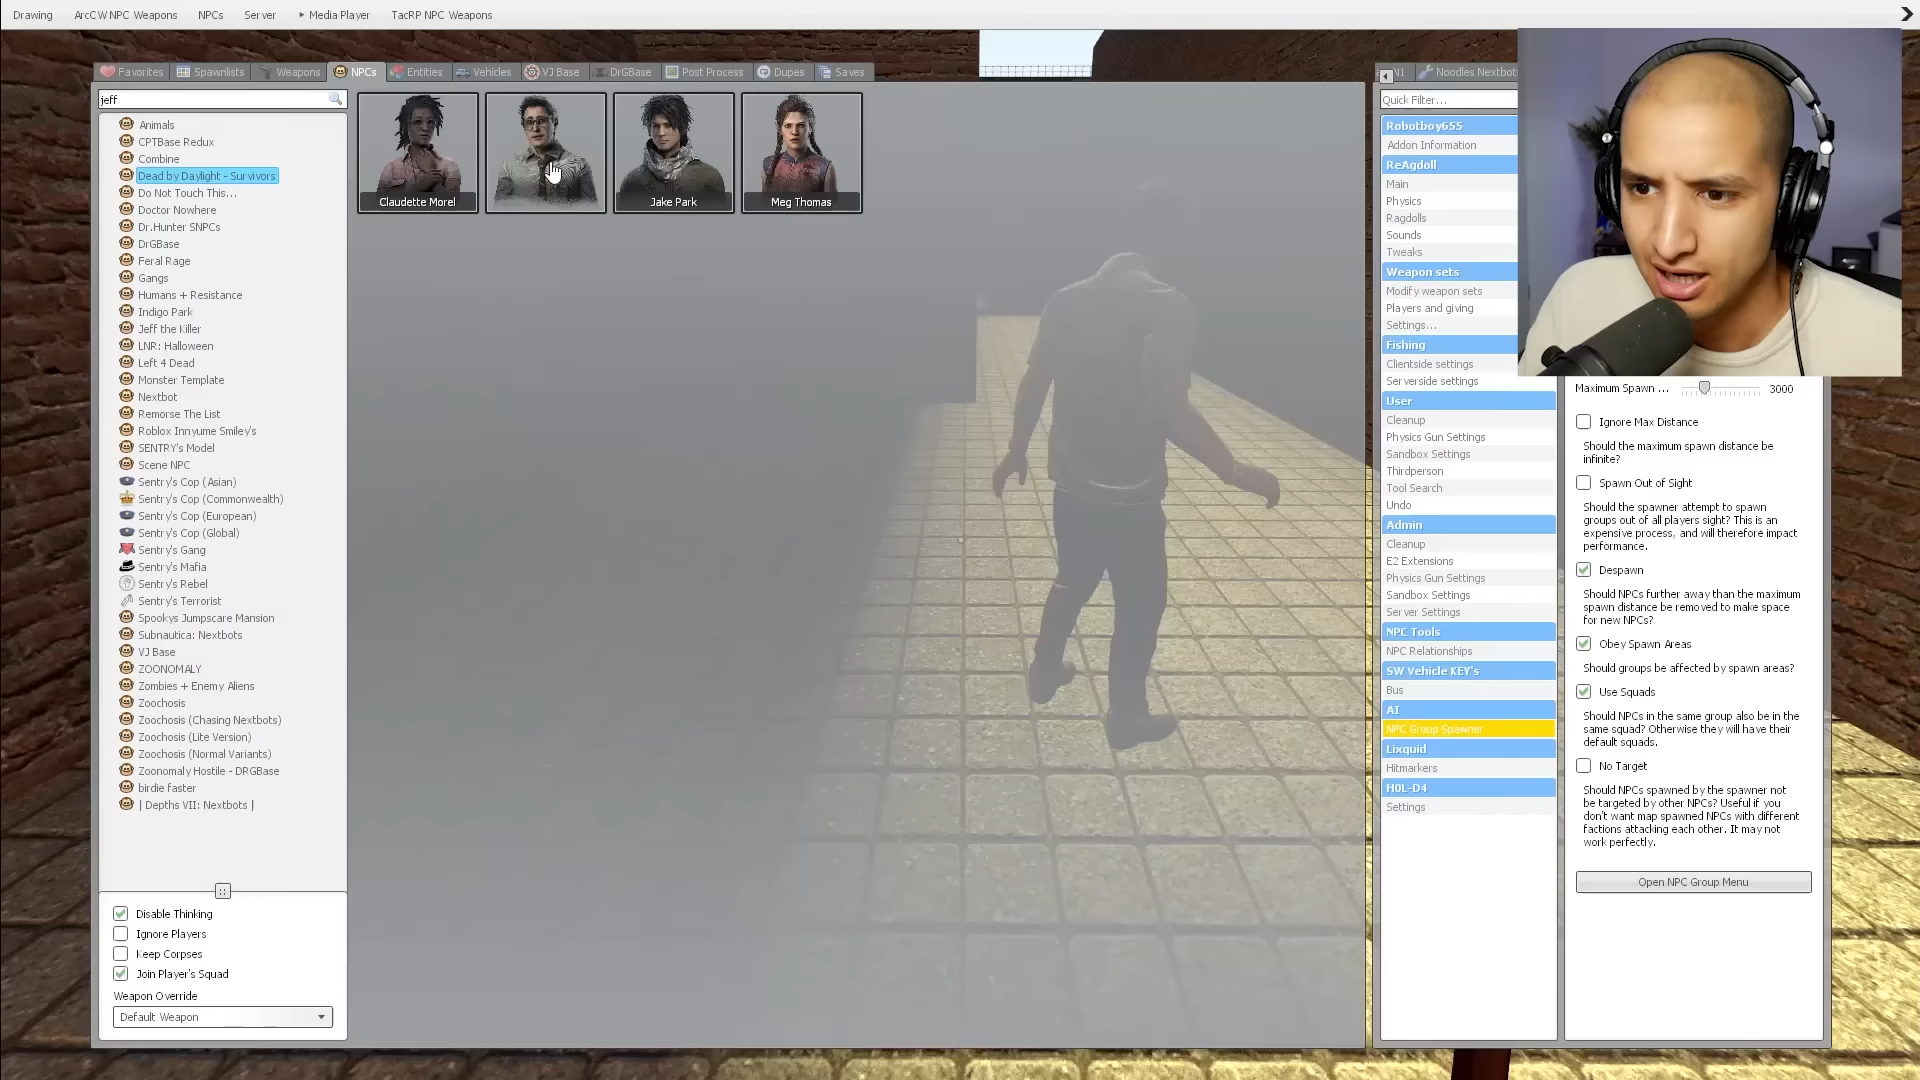 Drawing ArcCW NPC Weapons NPCs Server Media Player TacRP NPC Weapons
Favorites Spawnlists Weapons NPCs Entities Vehicles VJ Base DrGBase Post Process Dupes Saves
N1 Noodles Nextbot
jeff
Animals
CPTBase Redux
Combine
Dead by Daylight - Survivors
Do Not Touch This...
Doctor Nowhere
Dr.Hunter SNPCs
DrGBase
Feral Rage
Gangs
Humans + Resistance
Indigo Park
Jeff the Killer
LNR: Halloween
Left 4 Dead
Monster Template
Nextbot
Remorse The List
Roblox Innyume Smiley's
SENTRY's Model
Scene NPC
Sentry's Cop (Asian)
Sentry's Cop (Commonwealth)
Sentry's Cop (European)
Sentry's Cop (Global)
Sentry's Gang
Sentry's Mafia
Sentry's Rebel
Sentry's Terrorist
Spookys Jumpscare Mansion
Subnautica: Nextbots
VJ Base
ZOONOMALY
Zombies + Enemy Aliens
Zoochosis
Zoochosis (Chasing Nextbots)
Zoochosis (Lite Version)
Zoochosis (Normal Variants)
Zoonomaly Hostile - DRGBase
birdie faster
| Depths VII: Nextbots |
Disable Thinking
Ignore Players
Keep Corpses
Join Player's Squad
Weapon Override
Default Weapon
Claudette Morel
Jake Park
Meg Thomas
Quick Filter...
Robotboy655
Addon Information
ReAgdoll
Main
Physics
Ragdolls
Sounds
Tweaks
Weapon sets
Modify weapon sets
Players and giving
Settings...
Fishing
Clientside settings
Serverside settings
User
Cleanup
Physics Gun Settings
Sandbox Settings
Thirdperson
Tool Search
Undo
Admin
Cleanup
E2 Extensions
Physics Gun Settings
Sandbox Settings
Server Settings
NPC Tools
NPC Relationships
SW Vehicle KEY's
Bus
AI
NPC Group Spawner
Lixquid
Hitmarkers
H0L-D4
Settings
Maximum Spawn ... 3000
Ignore Max Distance
Should the maximum spawn distance be
infinite?
Spawn Out of Sight
Should the spawner attempt to spawn
groups out of all players sight? This is an
expensive process, and will therefore impact
performance.
Despawn
Should NPCs further away than the maximum
spawn distance be removed to make space
for new NPCs?
Obey Spawn Areas
Should groups be affected by spawn areas?
Use Squads
Should NPCs in the same group also be in the
same squad? Otherwise they will have their
default squads.
No Target
Should NPCs spawned by the spawner not
be targeted by other NPCs? Useful if you
don't want map spawned NPCs with different
factions attacking each other. It may not
work perfectly.
Open NPC Group Menu